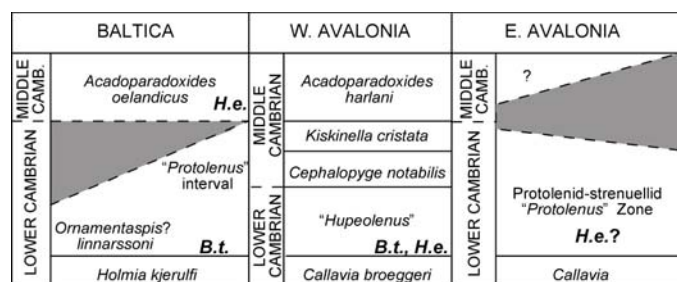 BALTICA
W. AVALONIA
E. AVALONIA
MIDDLE
CAMB.
LOWER CAMBRIAN
Acadoparadoxides
oelandicus H.e.
"Protolenus"
interval
Ornamentaspis?
linnarssoni B.t.
Holmia kjerulfi
MIDDLE
CAMBRIAN
LOWER
CAMBRIAN
Acadoparadoxides
harlani
Kiskinella cristata
Cephalopyge notabilis
"Hupeolenus"
B.t., H.e.
Callavia broeggeri
MIDDLE
CAMB.
LOWER CAMBRIAN
?
Protolenid-strenuellid
"Protolenus" Zone
H.e.?
Callavia